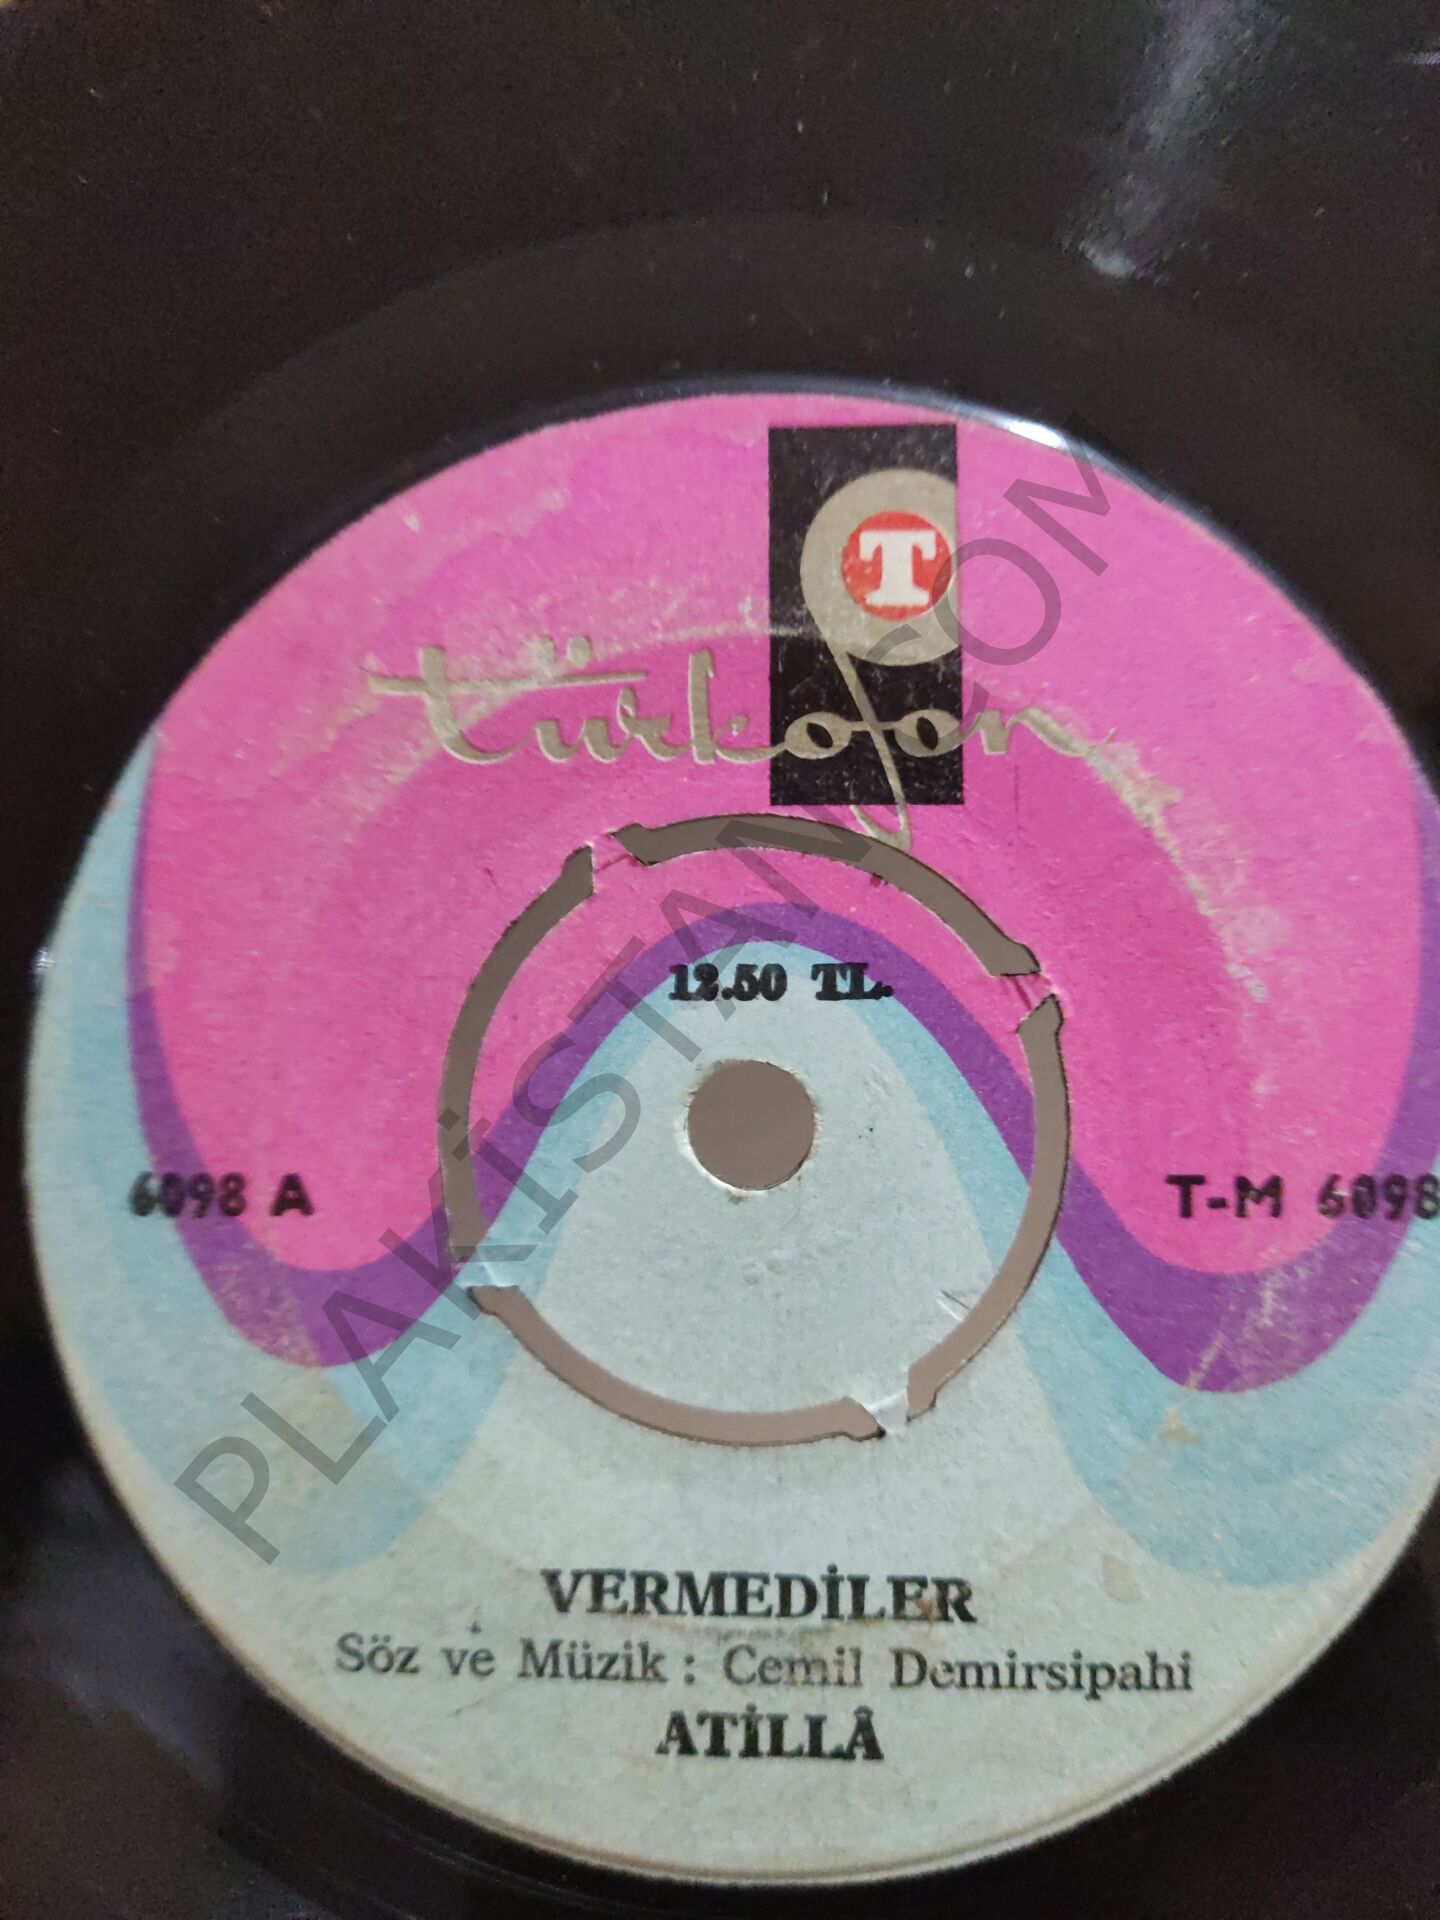 T
türkofon
12.50 TL.
6098 A
T-M 6098
VERMEDİLER
Söz ve Müzik : Cemil Demirsipahi
ATİLLÂ
PLAKİSTAN.COM